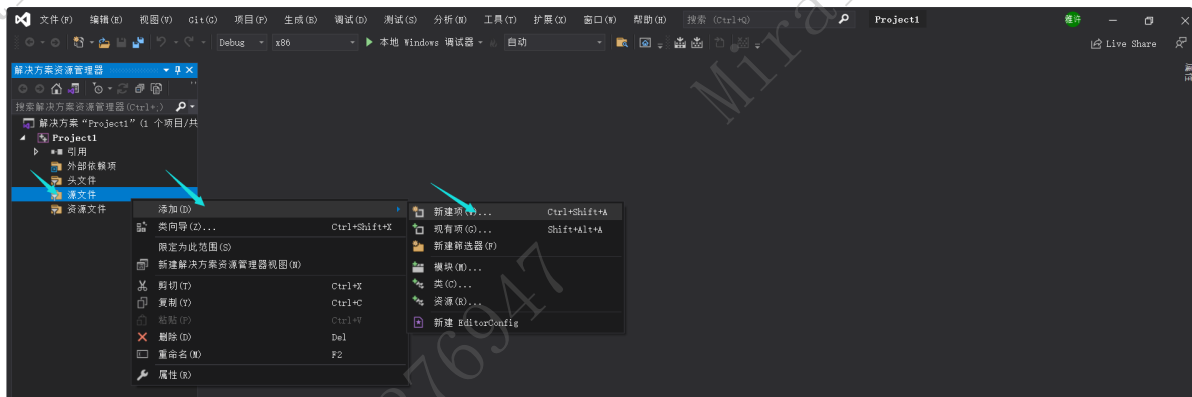 文件(F) 编辑(E) 视图(V) Git(G) 项目(P) 生成(B) 调试(D) 测试(S) 分析(N) 工具(T) 扩展(X) 窗口(W) 帮助(H) 搜索 (Ctrl+Q) Project1 椎许
Debug x86 本地 Windows 调试器 自动 Live Share
解决方案资源管理器
搜索解决方案资源管理器(Ctrl+;)
解决方案 "Project1" (1 个项目/共
Project1
引用
外部依赖项
头文件
源文件
资源文件
添加(D)
类向导(Z)... Ctrl+Shift+X
限定为此范围(S)
新建解决方案资源管理器视图(N)
剪切(T) Ctrl+X
复制(Y) Ctrl+C
粘贴(P) Ctrl+V
删除(D) Del
重命名(M) F2
属性(R)
新建项(W)... Ctrl+Shift+A
现有项(G)... Shift+Alt+A
新建筛选器(F)
模块(M)...
类(C)...
资源(R)...
新建 EditorConfig
Mira
876947